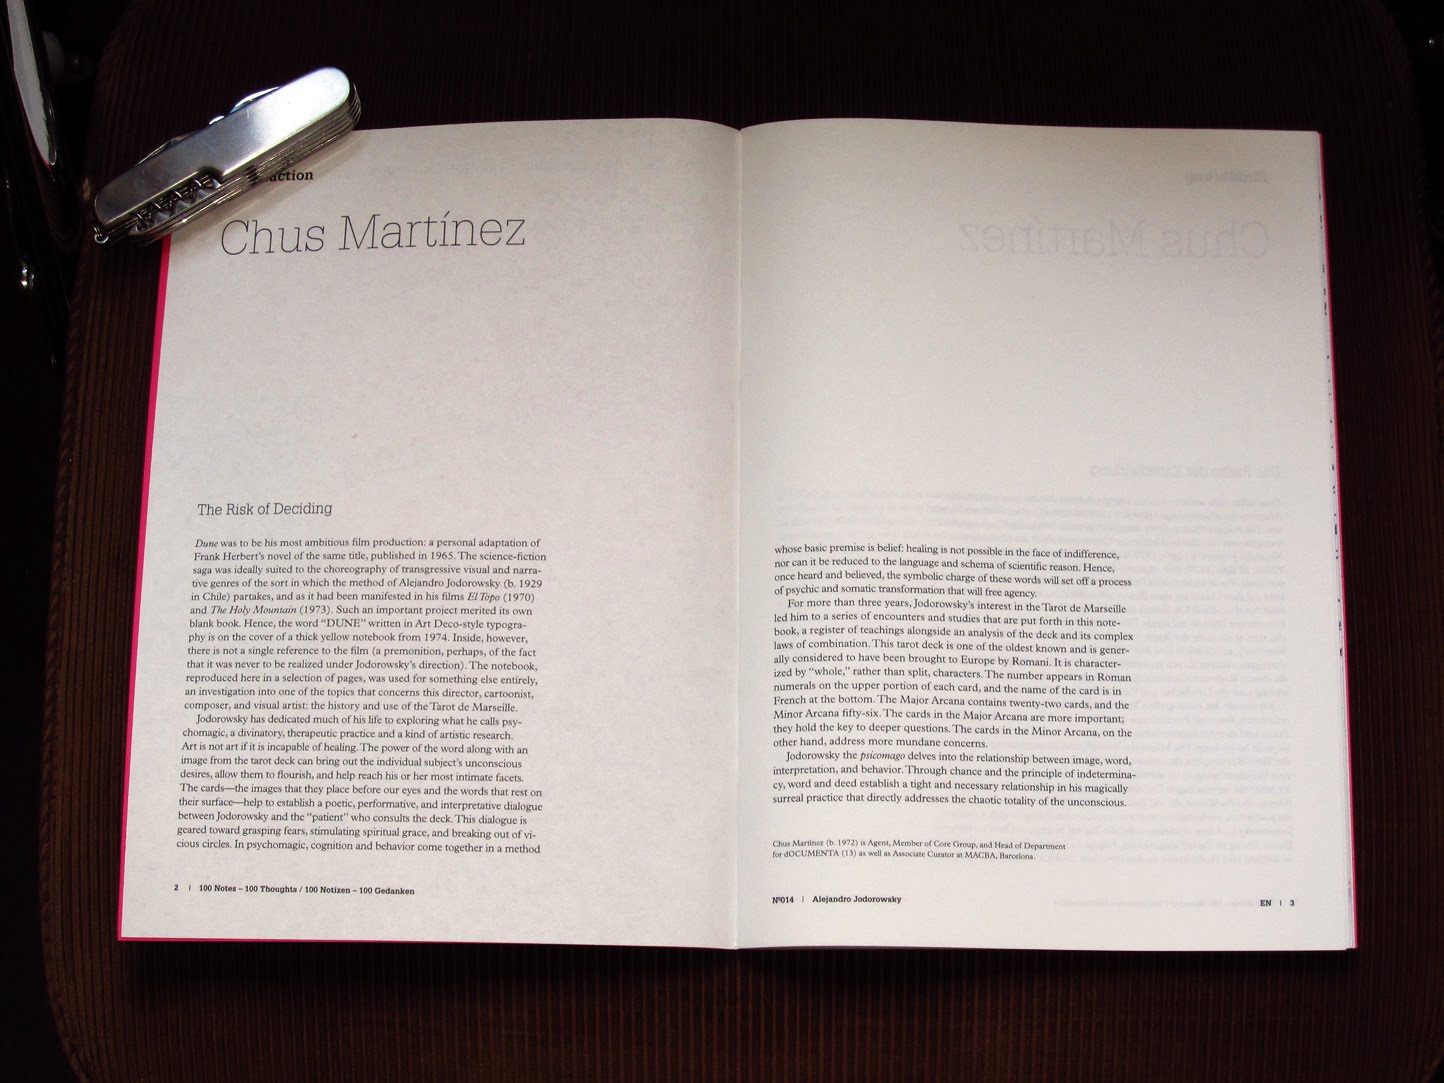 Chus Martínez
The Risk of Deciding
Dune was to be his most ambitious film production: a personal adaptation of
Frank Herbert's novel of the same title, published in 1965. The science-fiction
saga was ideally suited to the choreography of transgressive visual and narra-
tive genres of the sort in which the method of Alejandro Jodorowsky (b. 1929
in Chile) partakes, and as it had been manifested in his films El Topo (1970)
and The Holy Mountain (1973). Such an important project merited its own
blank book. Hence, the word "DUNE" written in Art Deco-style typogra-
phy is on the cover of a thick yellow notebook from 1974. Inside, however,
there is not a single reference to the film (a premonition, perhaps, of the fact
that it was never to be realized under Jodorowsky's direction). The notebook,
reproduced here in a selection of pages, was used for something else entirely,
an investigation into one of the topics that concerns this director, cartoonist,
composer, and visual artist: the history and use of the Tarot de Marseille.
Jodorowsky has dedicated much of his life to exploring what he calls psy-
chomagic, a divinatory, therapeutic practice and a kind of artistic research.
Art is not art if it is incapable of healing. The power of the word along with an
image from the tarot deck can bring out the individual subject's unconscious
desires, allow them to flourish, and help reach his or her most intimate facets.
The cards—the images that they place before our eyes and the words that rest on
their surface—help to establish a poetic, performative, and interpretative dialogue
between Jodorowsky and the "patient" who consults the deck. This dialogue is
geared toward grasping fears, stimulating spiritual grace, and breaking out of vi-
cious circles. In psychomagic, cognition and behavior come together in a method
2 | 100 Notes – 100 Thoughts / 100 Notizen – 100 Gedanken
whose basic premise is belief: healing is not possible in the face of indifference,
nor can it be reduced to the language and schema of scientific reason. Hence,
once heard and believed, the symbolic charge of these words will set off a process
of psychic and somatic transformation that will free agency.
For more than three years, Jodorowsky's interest in the Tarot de Marseille
led him to a series of encounters and studies that are put forth in this note-
book, a register of teachings alongside an analysis of the deck and its complex
laws of combination. This tarot deck is one of the oldest known and is gener-
ally considered to have been brought to Europe by Romani. It is character-
ized by "whole," rather than split, characters. The number appears in Roman
numerals on the upper portion of each card, and the name of the card is in
French at the bottom. The Major Arcana contains twenty-two cards, and the
Minor Arcana fifty-six. The cards in the Major Arcana are more important;
they hold the key to deeper questions. The cards in the Minor Arcana, on the
other hand, address more mundane concerns.
Jodorowsky the psicomago delves into the relationship between image, word,
interpretation, and behavior. Through chance and the principle of indetermina-
cy, word and deed establish a tight and necessary relationship in his magically
surreal practice that directly addresses the chaotic totality of the unconscious.
Chus Martínez (b. 1972) is Agent, Member of Core Group, and Head of Department
for dOCUMENTA (13) as well as Associate Curator at MACBA, Barcelona.
Nº014 | Alejandro Jodorowsky
EN | 3